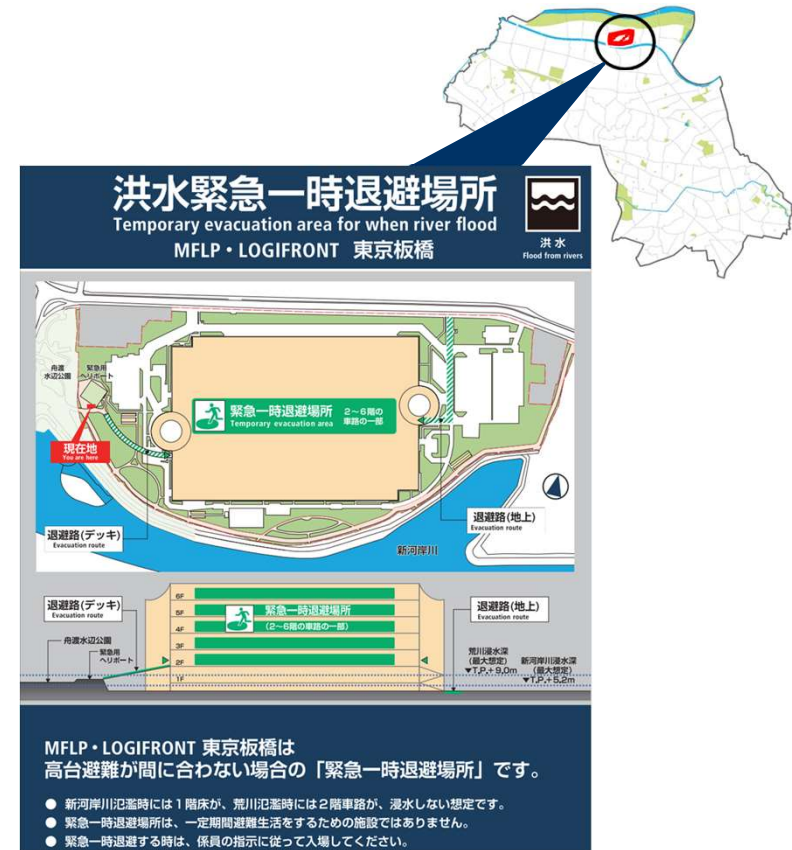 洪水緊急一時退避場所
Temporary evacuation area for when river flood
MFLP・LOGIFRONT 東京板橋
洪水
Flood from rivers
舟渡
水辺公園
緊急用
ヘリポート
現在地
You are here
緊急一時退避場所
Temporary evacuation area
2～6階の
車路の一部
退避路(デッキ)
Evacuation route
退避路(地上)
Evacuation route
新河岸川
退避路(デッキ)
Evacuation route
舟渡水辺公園
緊急用
ヘリポート
6F
5F
4F
3F
2F
1F
緊急一時退避場所
(2～6階の車路の一部)
退避路(地上)
Evacuation route
荒川浸水深
(最大想定)
▼T.P.+9.0m
新河岸川浸水深
(最大想定)
▼T.P.+5.2m
MFLP・LOGIFRONT 東京板橋は
高台避難が間に合わない場合の「緊急一時退避場所」です。
● 新河岸川氾濫時には1階床が、荒川氾濫時には2階車路が、浸水しない想定です。
● 緊急一時退避場所は、一定期間避難生活をするための施設ではありません。
● 緊急一時退避する時は、係員の指示に従って入場してください。